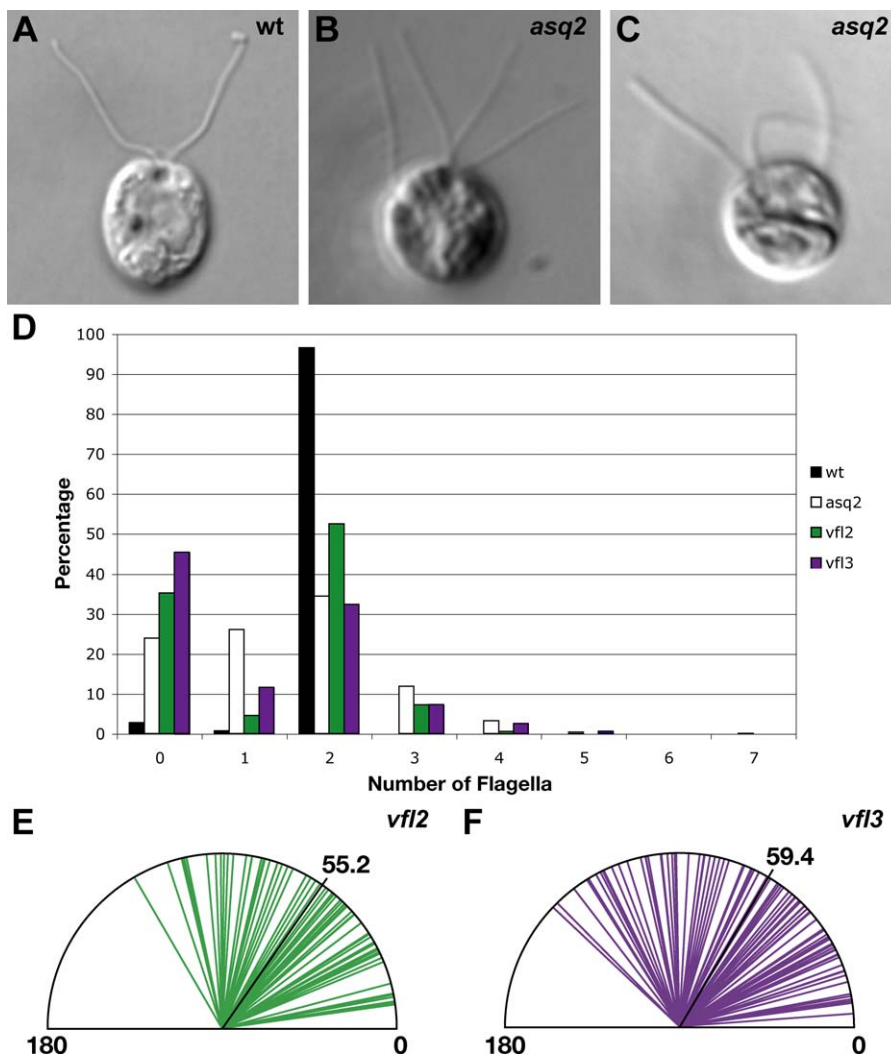 A wt
B asq2
C asq2
D
100
90
80
70
60
50
40
30
20
10
0
Percentage
0 1 2 3 4 5 6 7
Number of Flagella
wt
asq2
vfl2
vfl3
E vfl2
55.2
180 0
F vfl3
59.4
180 0